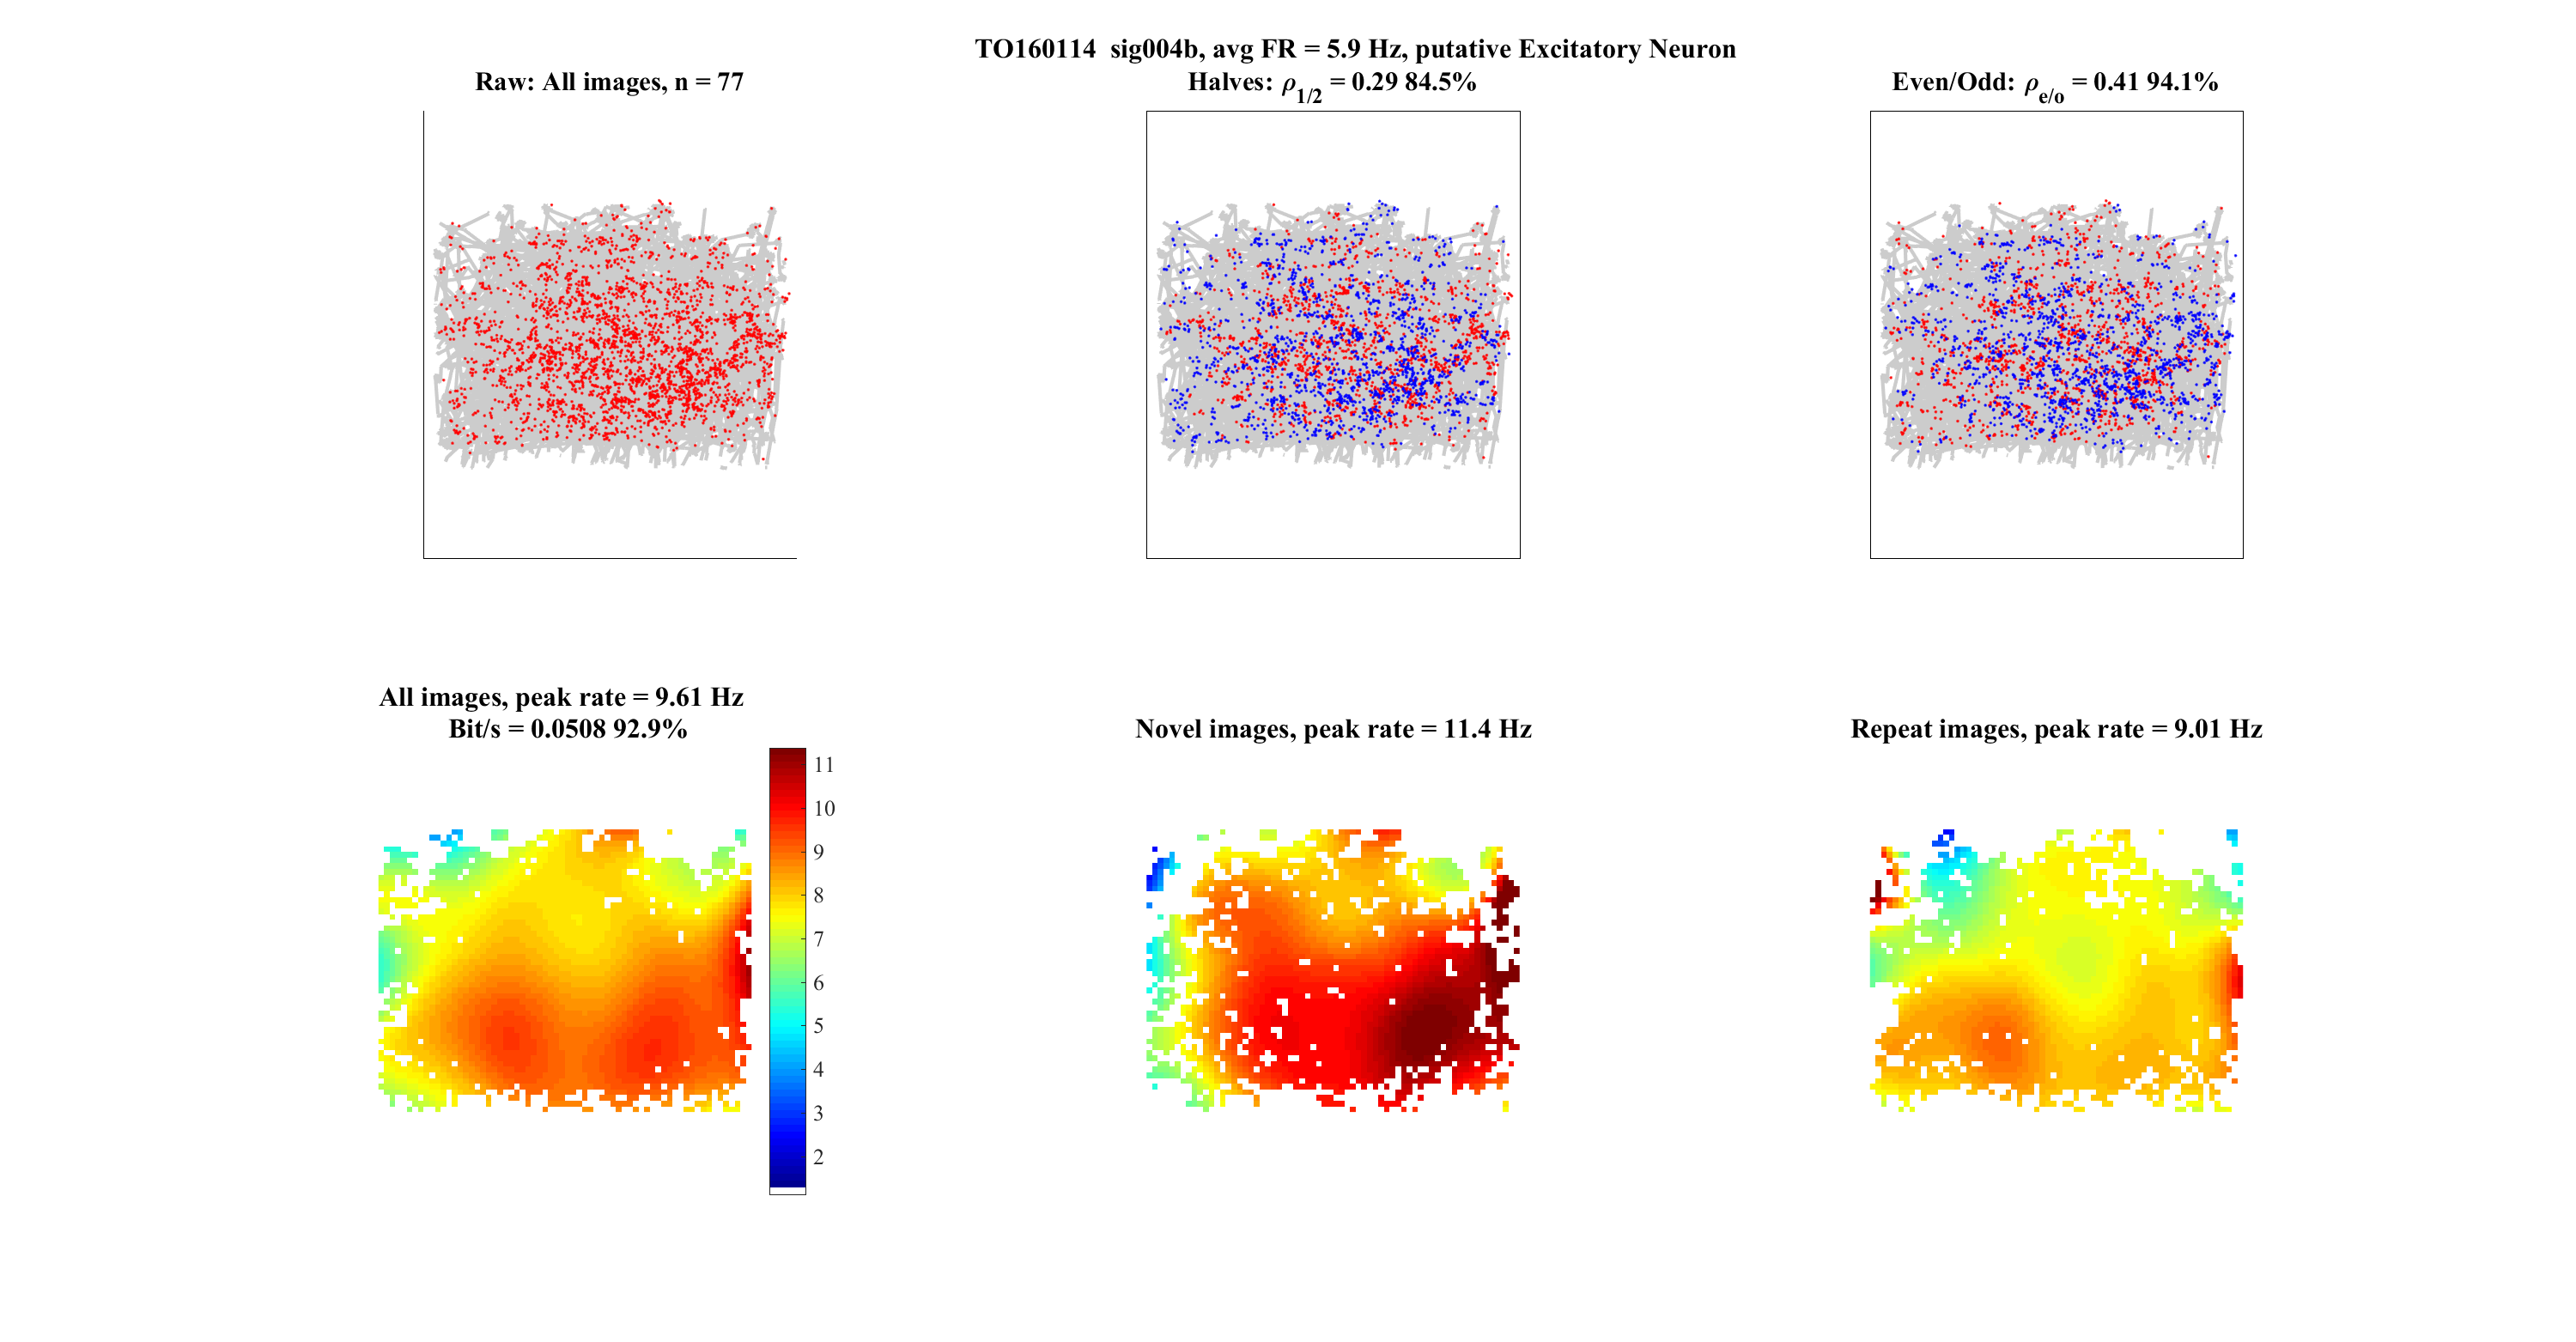 TO160114 sig004b, avg FR = 5.9 Hz, putative Excitatory Neuron
Raw: All images, n = 77
Halves: ρ1/2 = 0.29 84.5%
Even/Odd: ρe/o = 0.41 94.1%
All images, peak rate = 9.61 Hz
Bit/s = 0.0508 92.9%
Novel images, peak rate = 11.4 Hz
Repeat images, peak rate = 9.01 Hz
11
10
9
8
7
6
5
4
3
2